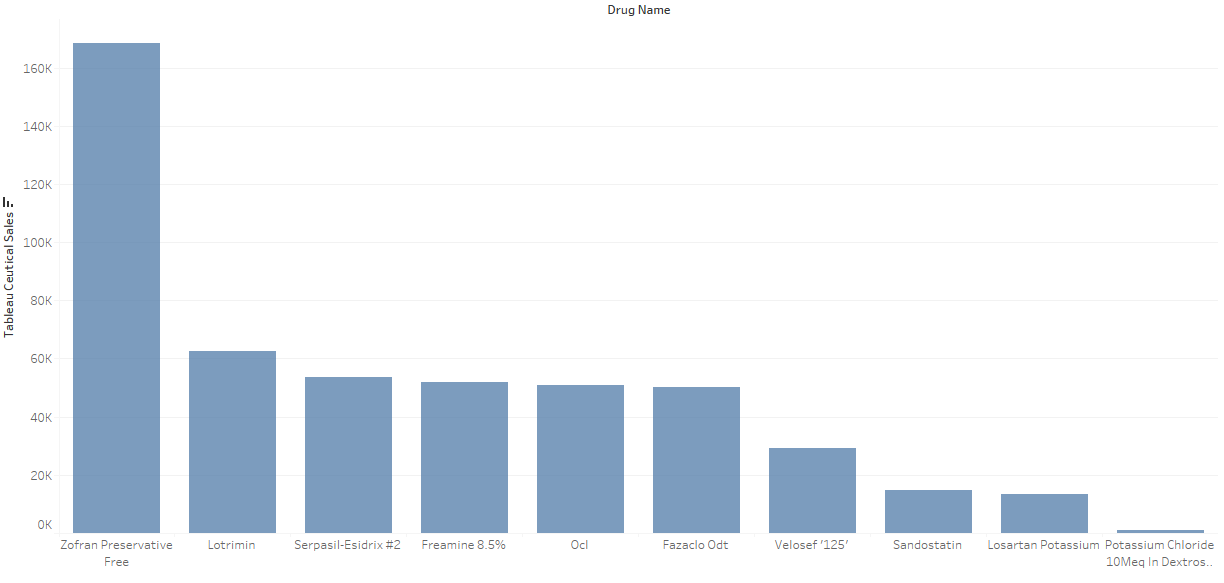 Drug Name
Tableau Ceutical Sales
160K
140K
120K
100K
80K
60K
40K
20K
0K
Zofran Preservative
Free
Lotrimin
Serpasil-Esidrix #2
Freamine 8.5%
Ocl
Fazaclo Odt
Velosef ‘125’
Sandostatin
Losartan Potassium
Potassium Chloride
10Meq In Dextros..